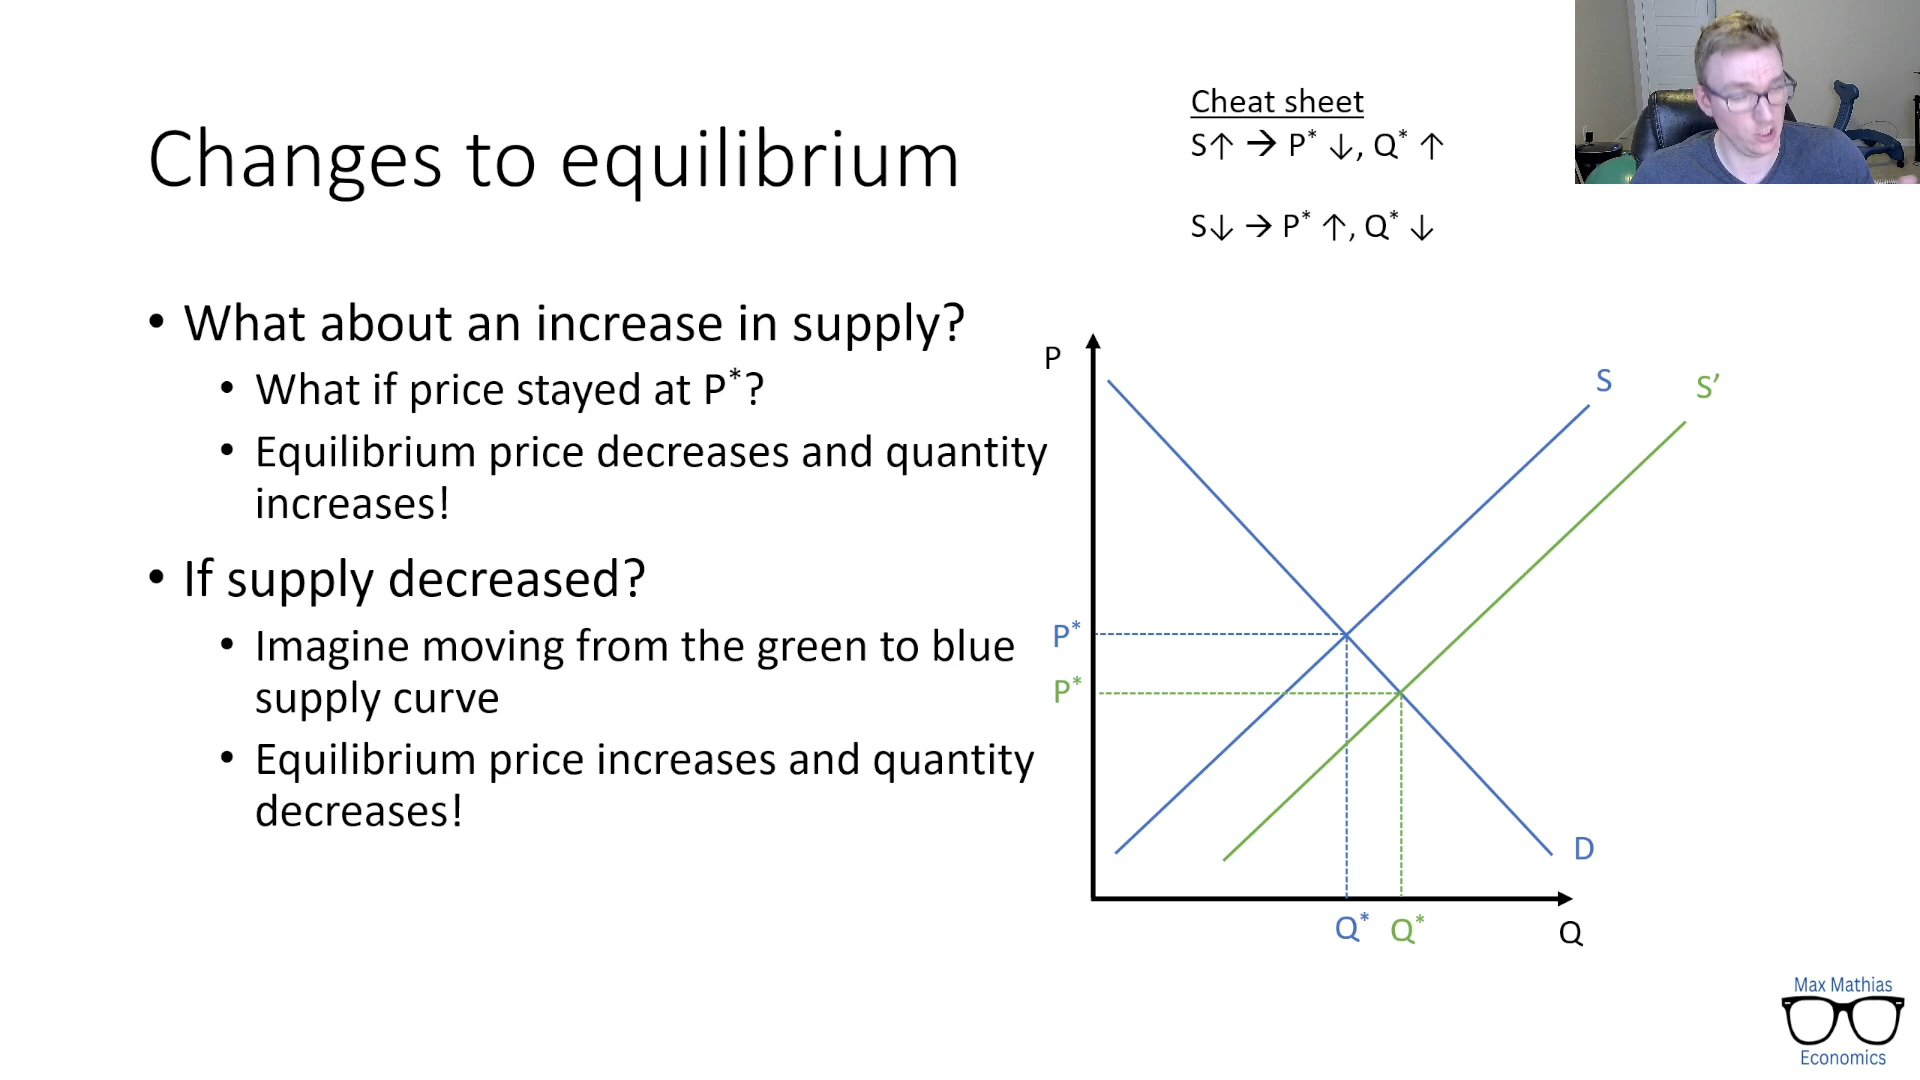 Changes to equilibrium
Cheat sheet
S↑ → P* ↓, Q* ↑
S↓ → P* ↑, Q* ↓
• What about an increase in supply?
• What if price stayed at P*?
• Equilibrium price decreases and quantity
increases!
• If supply decreased?
• Imagine moving from the green to blue
supply curve
• Equilibrium price increases and quantity
decreases!
P
S
S’
P*
P*
D
Q*
Q*
Q
Max Mathias
Economics